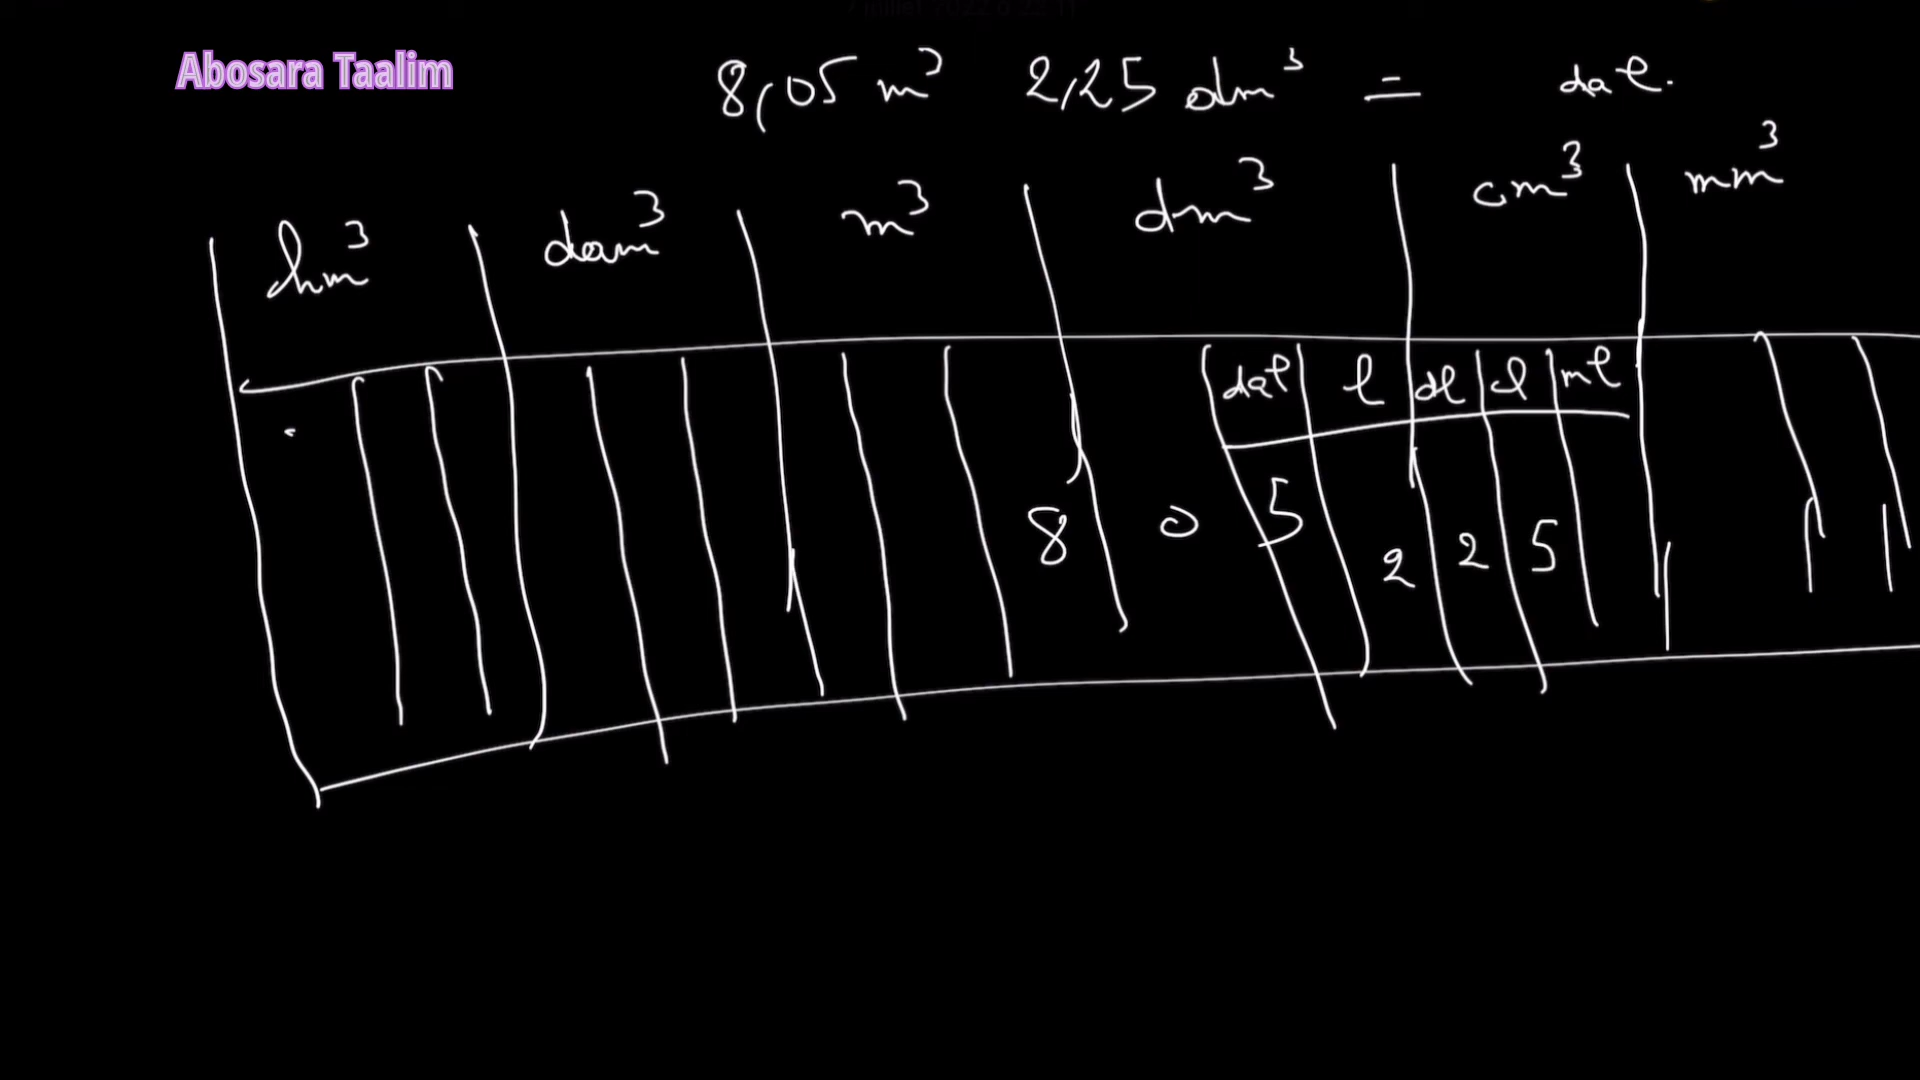 Abosara Taalim
8,05 m³ 2,25 dm³ = dal.
hm³ dam³ m³ dm³ cm³ mm³
dal l dl cl ml
8 0 5 2 2 5